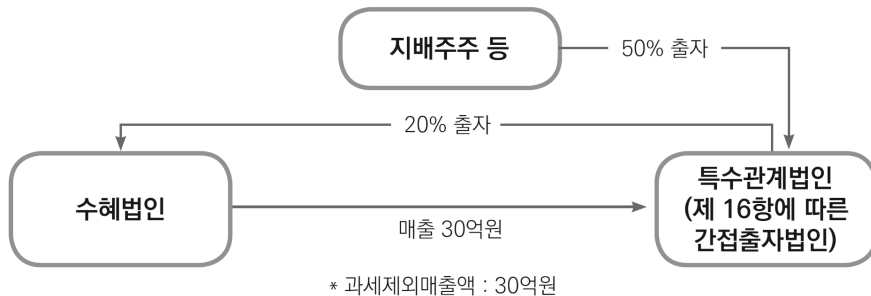 지배주주 등
50% 출자
20% 출자
수혜법인
매출 30억원
특수관계법인
(제 16항에 따른
간접출자법인)
* 과세제외매출액 : 30억원